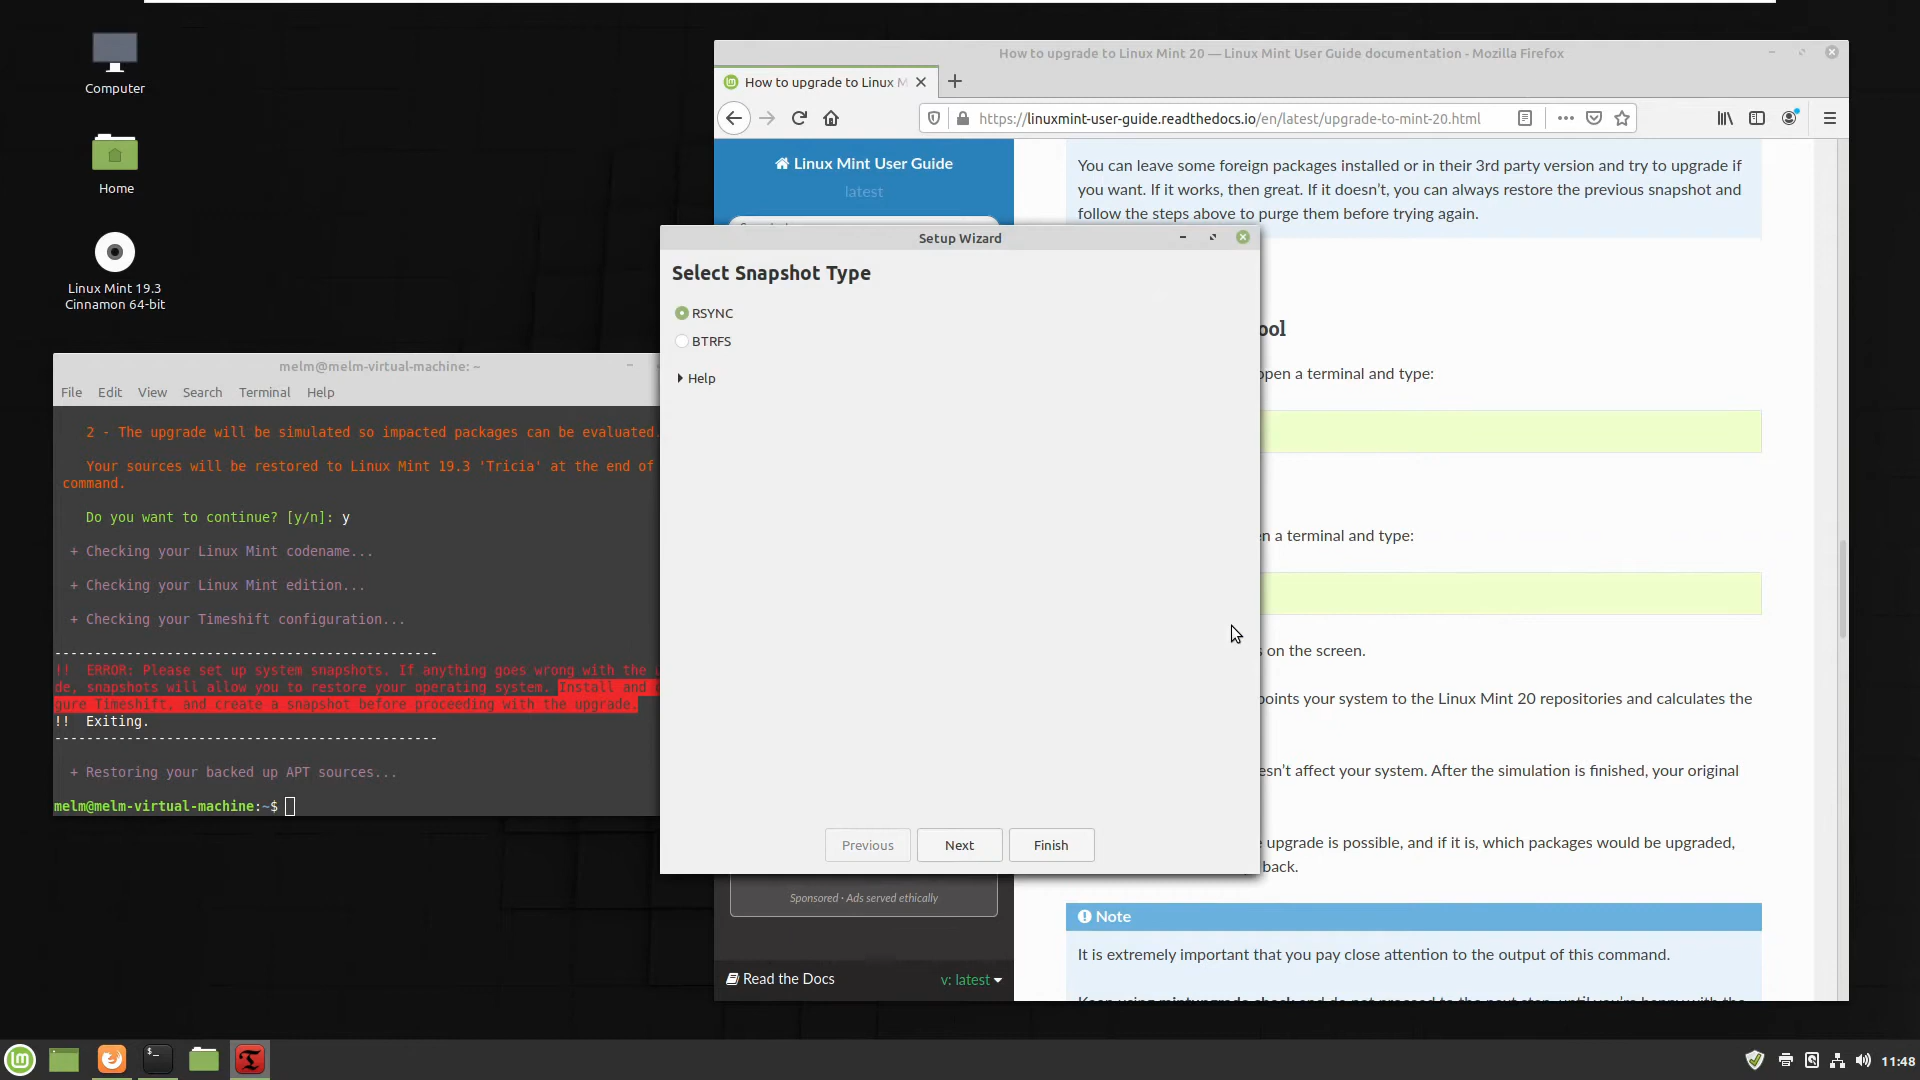 Computer
Home
Linux Mint 19.3
Cinnamon 64-bit
How to upgrade to Linux Mint 20 — Linux Mint User Guide documentation - Mozilla Firefox
How to upgrade to Linux M
https://linuxmint-user-guide.readthedocs.io/en/latest/upgrade-to-mint-20.html
Linux Mint User Guide
latest
You can leave some foreign packages installed or in their 3rd party version and try to upgrade if
you want. If it works, then great. If it doesn't, you can always restore the previous snapshot and
follow the steps above to purge them before trying again.
Setup Wizard
Select Snapshot Type
RSYNC
BTRFS
Help
Previous
Next
Finish
ool
open a terminal and type:
n a terminal and type:
s on the screen.
points your system to the Linux Mint 20 repositories and calculates the
esn't affect your system. After the simulation is finished, your original
upgrade is possible, and if it is, which packages would be upgraded,
back.
Note
It is extremely important that you pay close attention to the output of this command.
Sponsored · Ads served ethically
Read the Docs
v: latest
melm@melm-virtual-machine: ~
File Edit View Search Terminal Help
2 - The upgrade will be simulated so impacted packages can be evaluated.
Your sources will be restored to Linux Mint 19.3 'Tricia' at the end of
command.
Do you want to continue? [y/n]: y
+ Checking your Linux Mint codename...
+ Checking your Linux Mint edition...
+ Checking your Timeshift configuration...
-----------------------------------------------
!! ERROR: Please set up system snapshots. If anything goes wrong with the
de, snapshots will allow you to restore your operating system. Install and
gure Timeshift, and create a snapshot before proceeding with the upgrade.
!! Exiting.
-----------------------------------------------
+ Restoring your backed up APT sources...
melm@melm-virtual-machine:~$
11:48